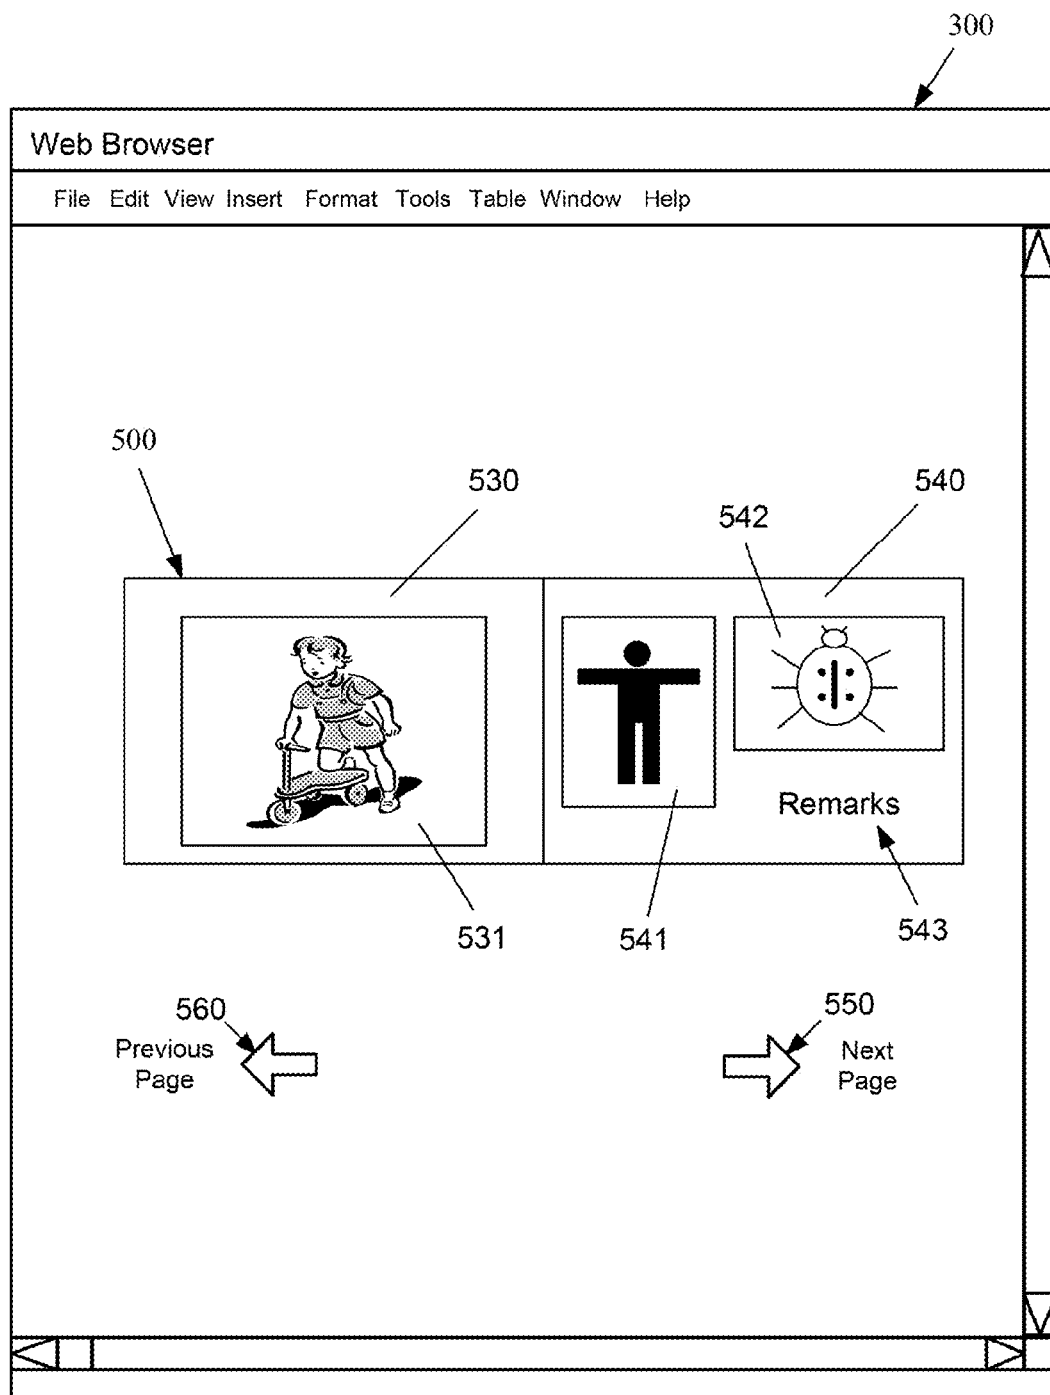 300
Web Browser
File Edit View Insert Format Tools Table Window Help
500
530
540
542
Remarks
531
541
543
560
550
Previous
Page
Next
Page